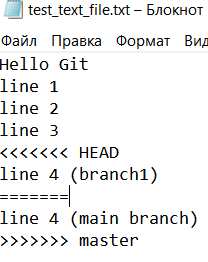 test_text_file.txt – Блокнот
Файл Правка Формат Вид
Hello Git
line 1
line 2
line 3
<<<<<<< HEAD
line 4 (branch1)
=======
line 4 (main branch)
>>>>>>> master